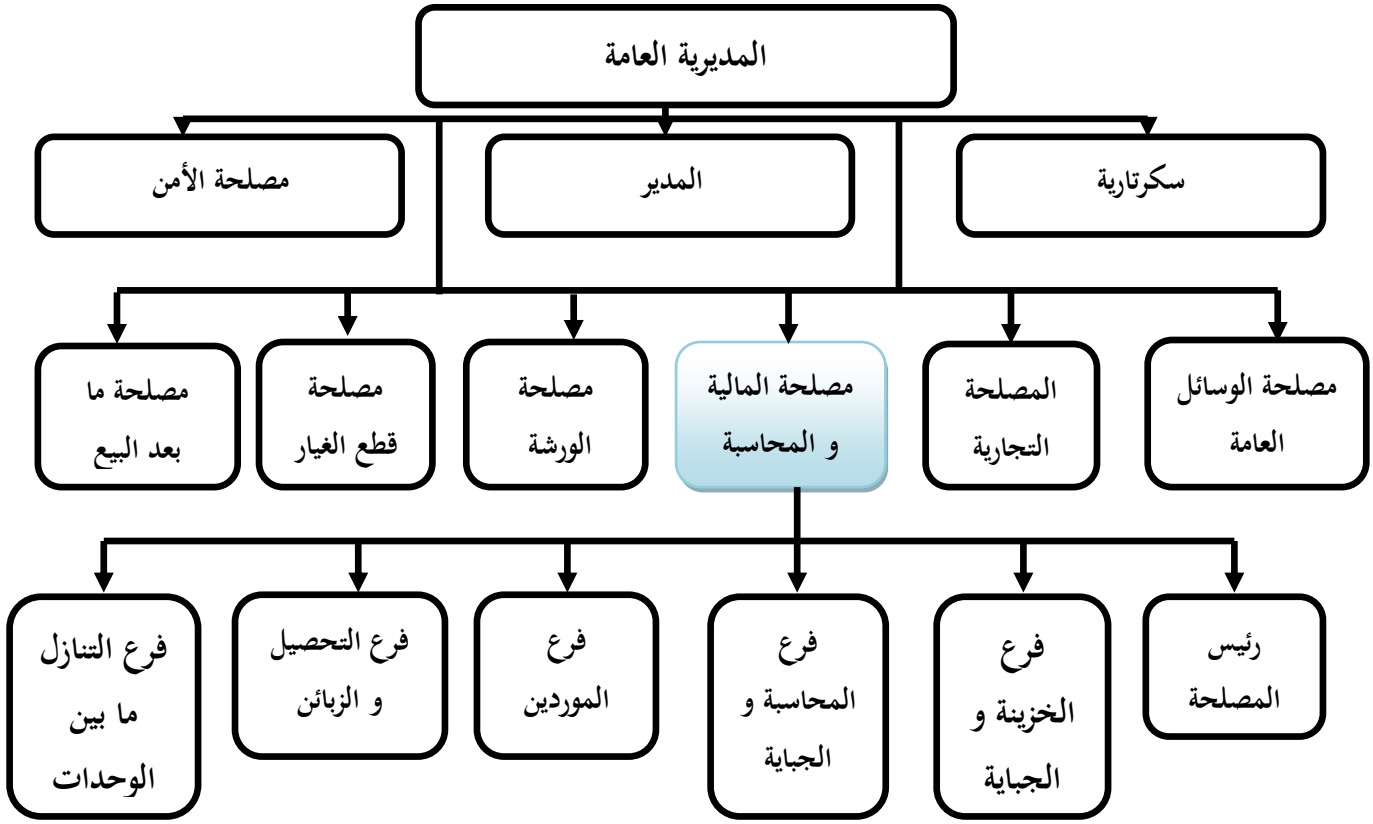 المديرية العامة
سكرتارية
المدير
مصلحة الأمن
مصلحة الوسائل
العامة
المصلحة
التجارية
مصلحة المالية
و المحاسبة
مصلحة
الورشة
مصلحة
قطع الغيار
مصلحة ما
بعد البيع
رئيس
المصلحة
فرع
الخزينة و
الجباية
فرع
المحاسبة و
الجباية
فرع
الموردين
فرع التحصيل
و الزبائن
فرع التنازل
ما بين
الوحدات